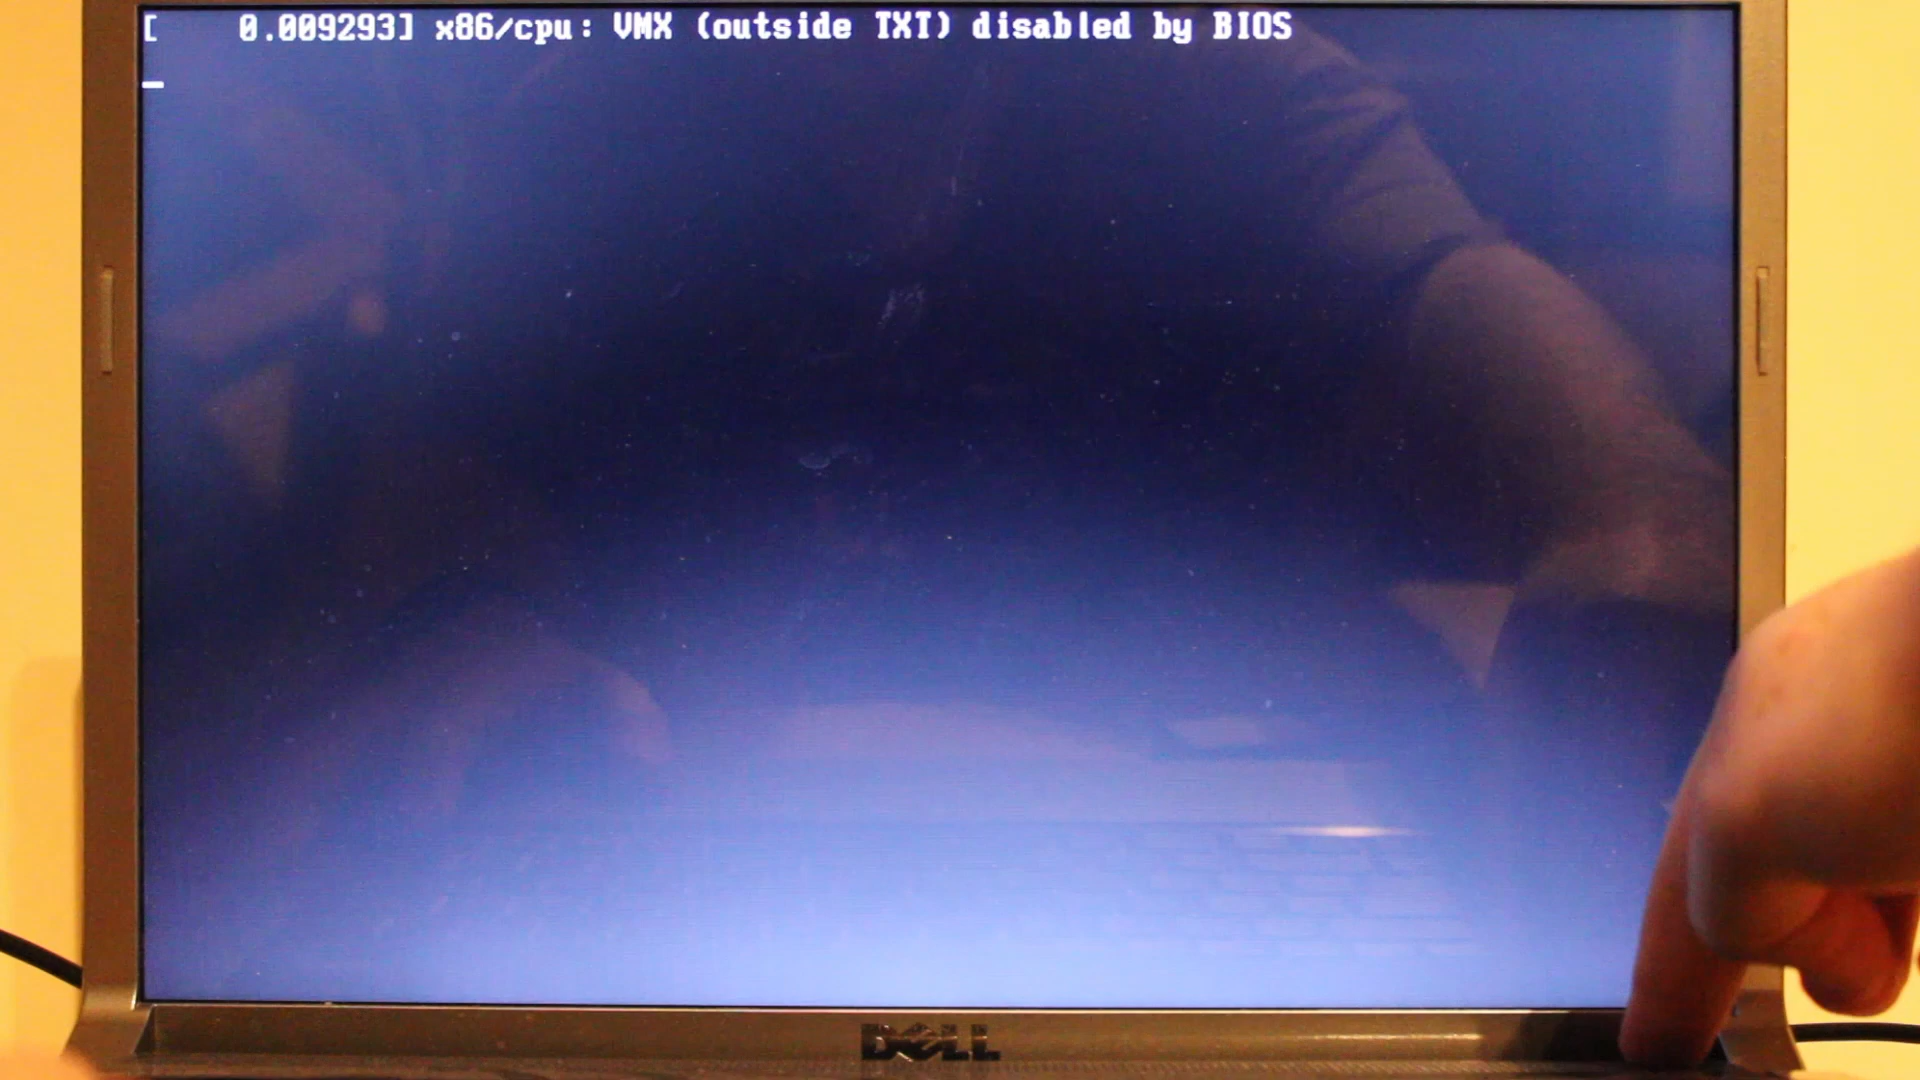 [    0.009293] x86/cpu: VMX (outside TXT) disabled by BIOS
_
DELL